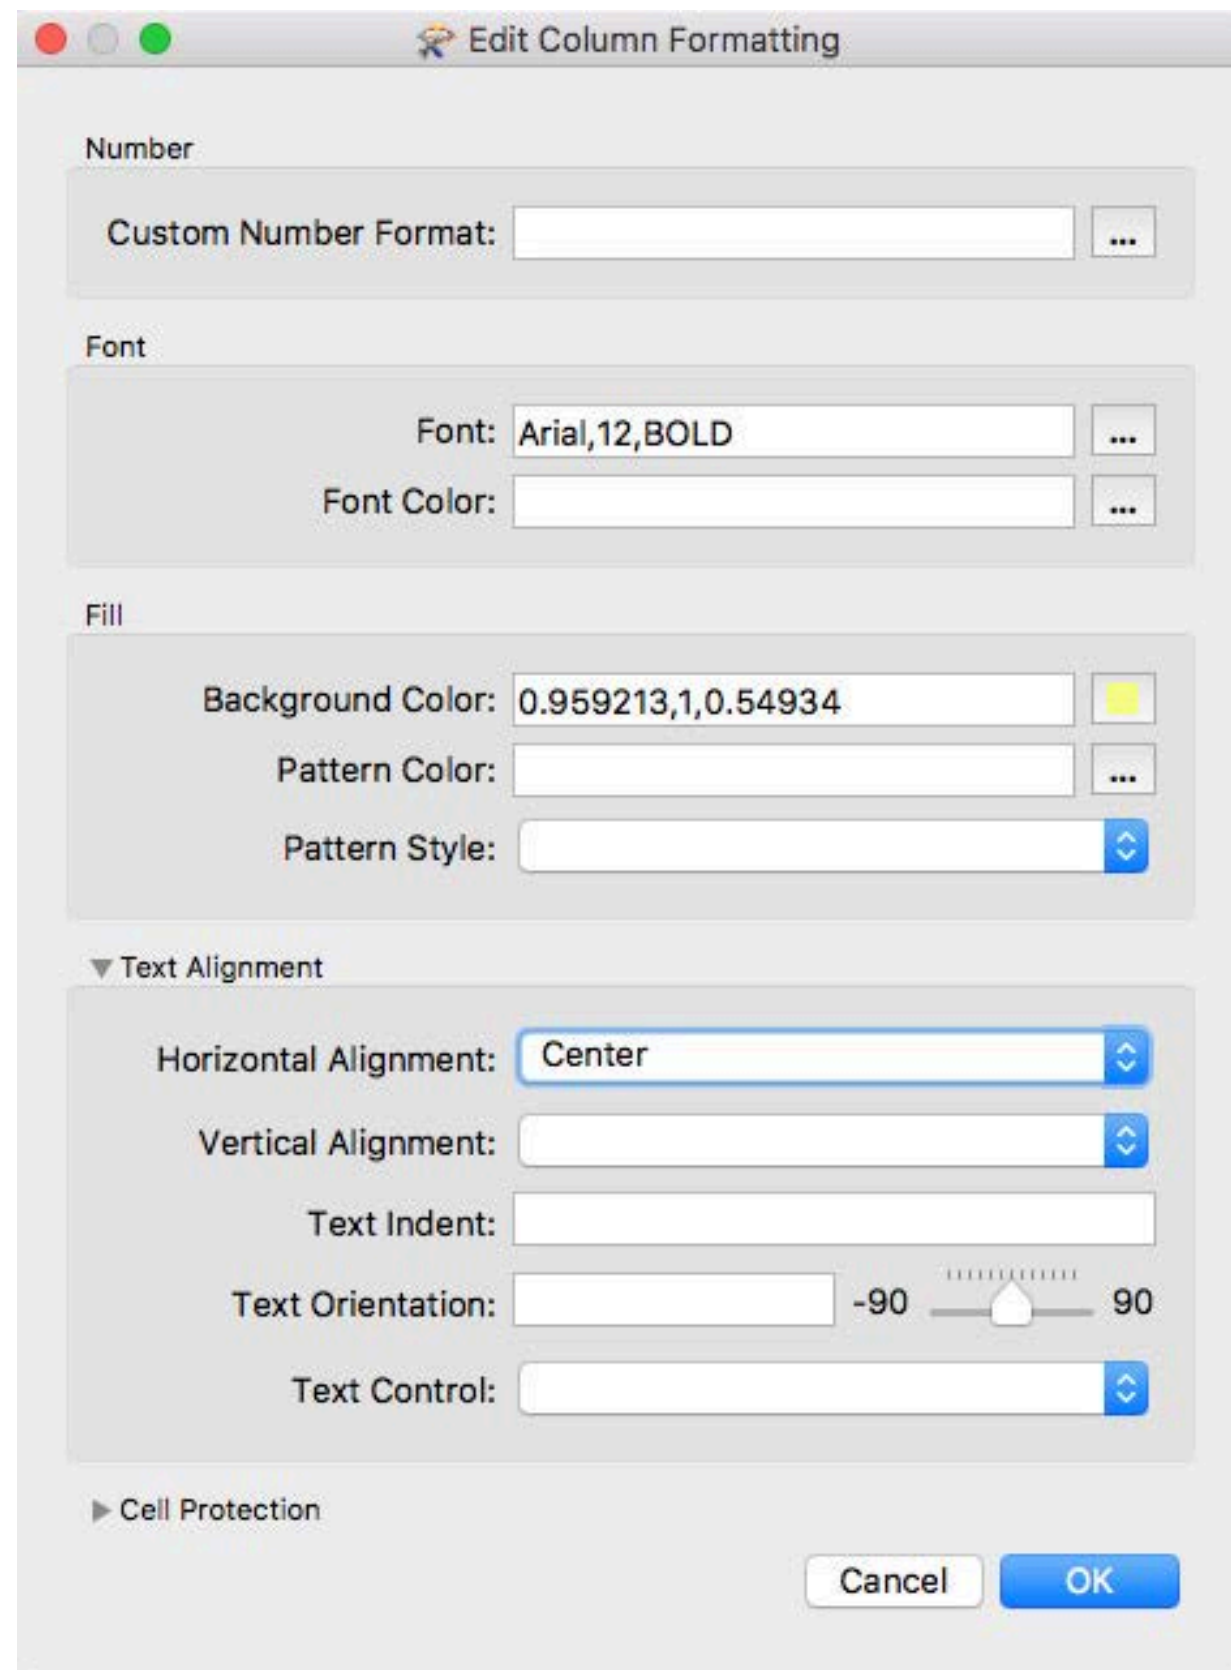 Edit Column Formatting
Number
Custom Number Format: ...
Font
Font: Arial,12,BOLD ...
Font Color: ...
Fill
Background Color: 0.959213,1,0.54934
Pattern Color: ...
Pattern Style:
Text Alignment
Horizontal Alignment: Center
Vertical Alignment:
Text Indent:
Text Orientation: -90 90
Text Control:
Cell Protection
Cancel OK